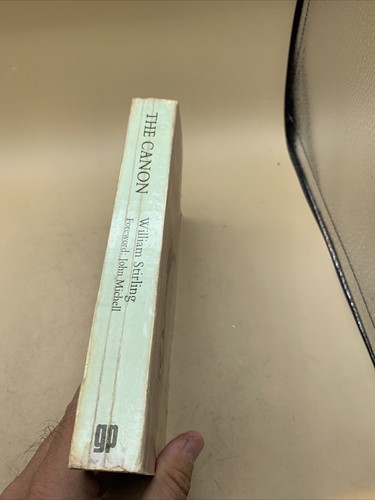 THE CANON
William Stirling
Foreword: John Michell
gp